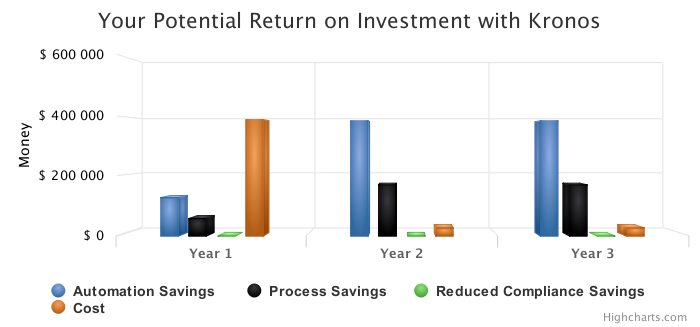 Your Potential Return on Investment with Kronos
$ 600 000
$ 400 000
$ 200 000
$ 0
Money
Year 1
Year 2
Year 3
Automation Savings
Process Savings
Reduced Compliance Savings
Cost
Highcharts.com